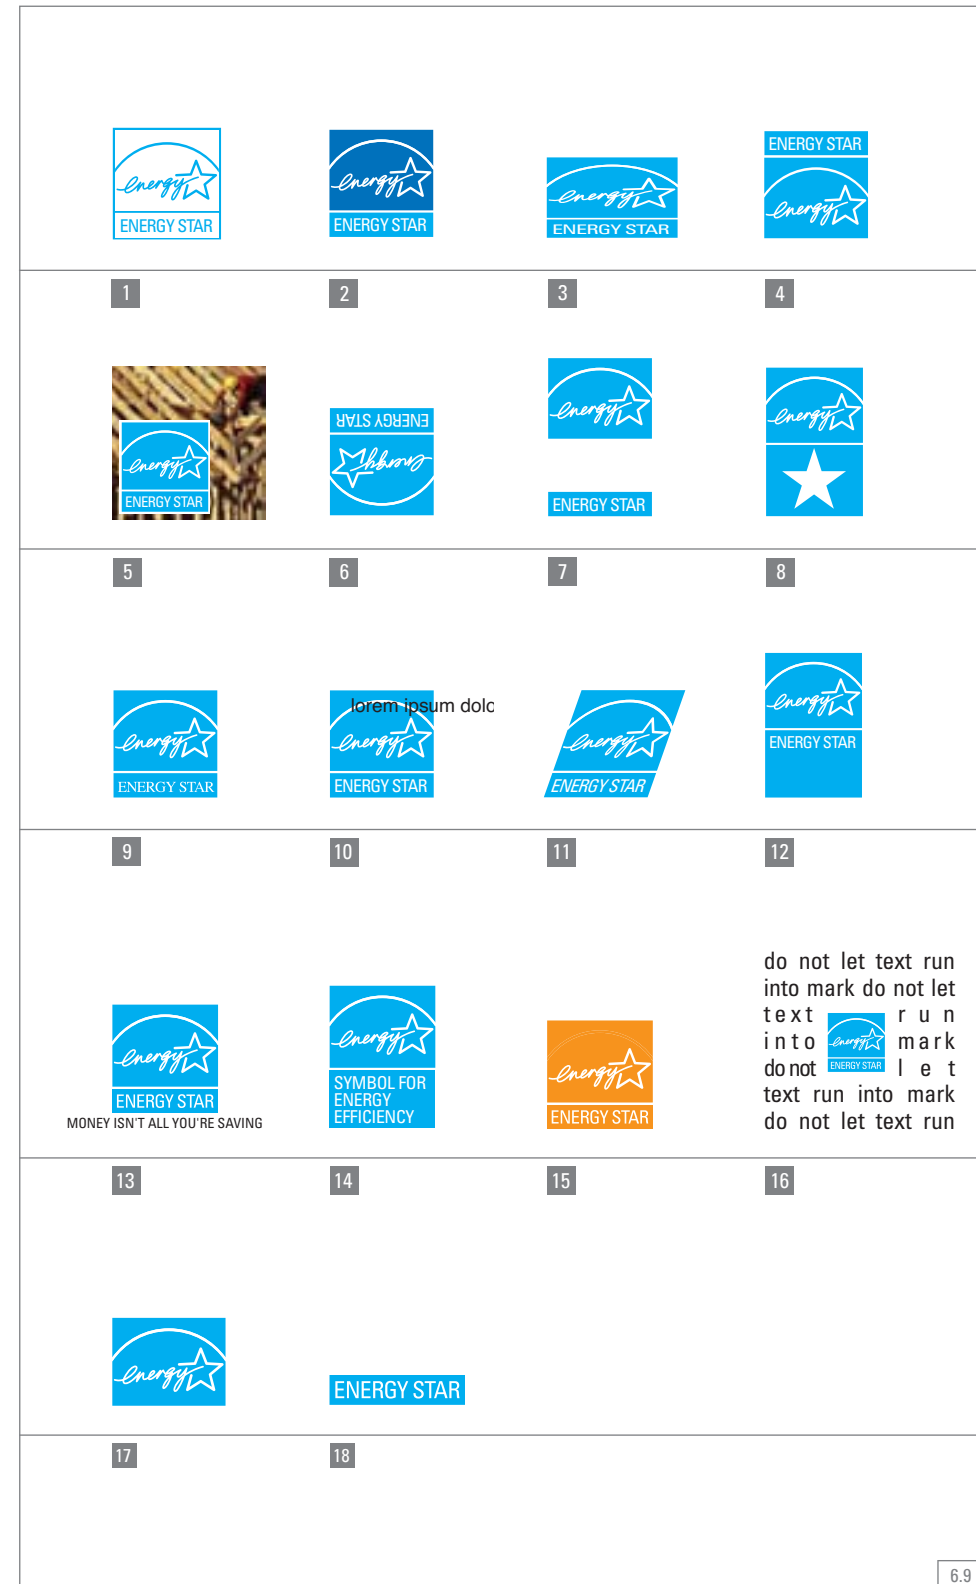 energy
ENERGY STAR
energy
ENERGY STAR
energy
ENERGY STAR
ENERGY STAR
energy
1
2
3
4
energy
ENERGY STAR
ENERGY STAR
energy
energy
ENERGY STAR
energy
5
6
7
8
energy
ENERGY STAR
lorem ipsum dolo
energy
ENERGY STAR
energy
ENERGY STAR
energy
ENERGY STAR
9
10
11
12
energy
ENERGY STAR
MONEY ISN'T ALL YOU'RE SAVING
energy
SYMBOL FOR
ENERGY
EFFICIENCY
energy
ENERGY STAR
do not let text run
into mark do not let
text run
into mark
do not let
text run into mark
do not let text run
energy
ENERGY STAR
13
14
15
16
energy
ENERGY STAR
17
18
6.9